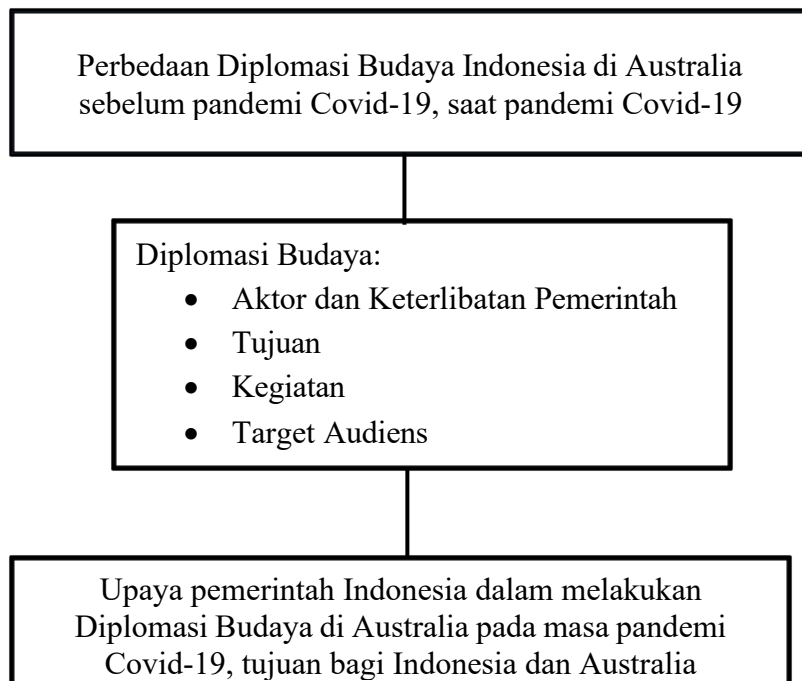 Perbedaan Diplomasi Budaya Indonesia di Australia
sebelum pandemi Covid-19, saat pandemi Covid-19
Diplomasi Budaya:
• Aktor dan Keterlibatan Pemerintah
• Tujuan
• Kegiatan
• Target Audiens
Upaya pemerintah Indonesia dalam melakukan
Diplomasi Budaya di Australia pada masa pandemi
Covid-19, tujuan bagi Indonesia dan Australia